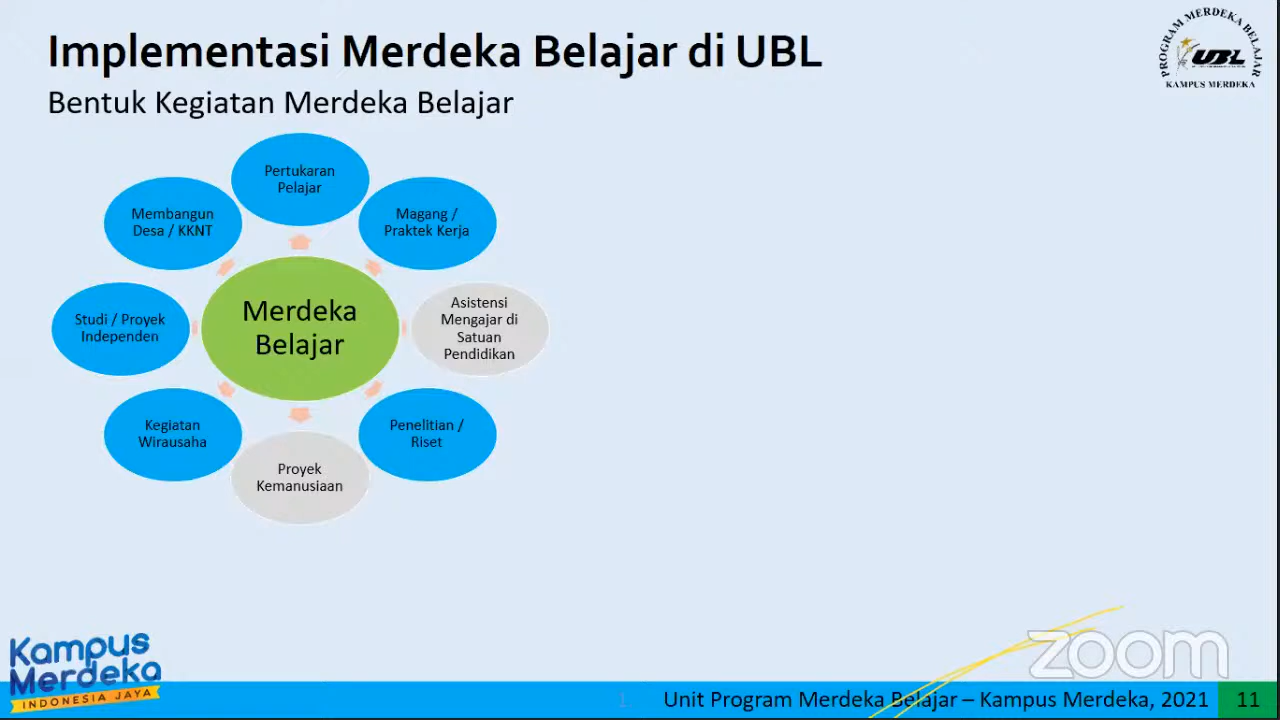 Implementasi Merdeka Belajar di UBL
Bentuk Kegiatan Merdeka Belajar
PROGRAM MERDEKA BELAJAR
UBL
KAMPUS MERDEKA
Pertukaran
Pelajar
Magang /
Praktek Kerja
Asistensi
Mengajar di
Satuan
Pendidikan
Penelitian /
Riset
Proyek
Kemanusiaan
Kegiatan
Wirausaha
Studi / Proyek
Independen
Membangun
Desa / KKNT
Merdeka
Belajar
Kampus
Merdeka
INDONESIA JAYA
zoom
Unit Program Merdeka Belajar – Kampus Merdeka, 2021
11